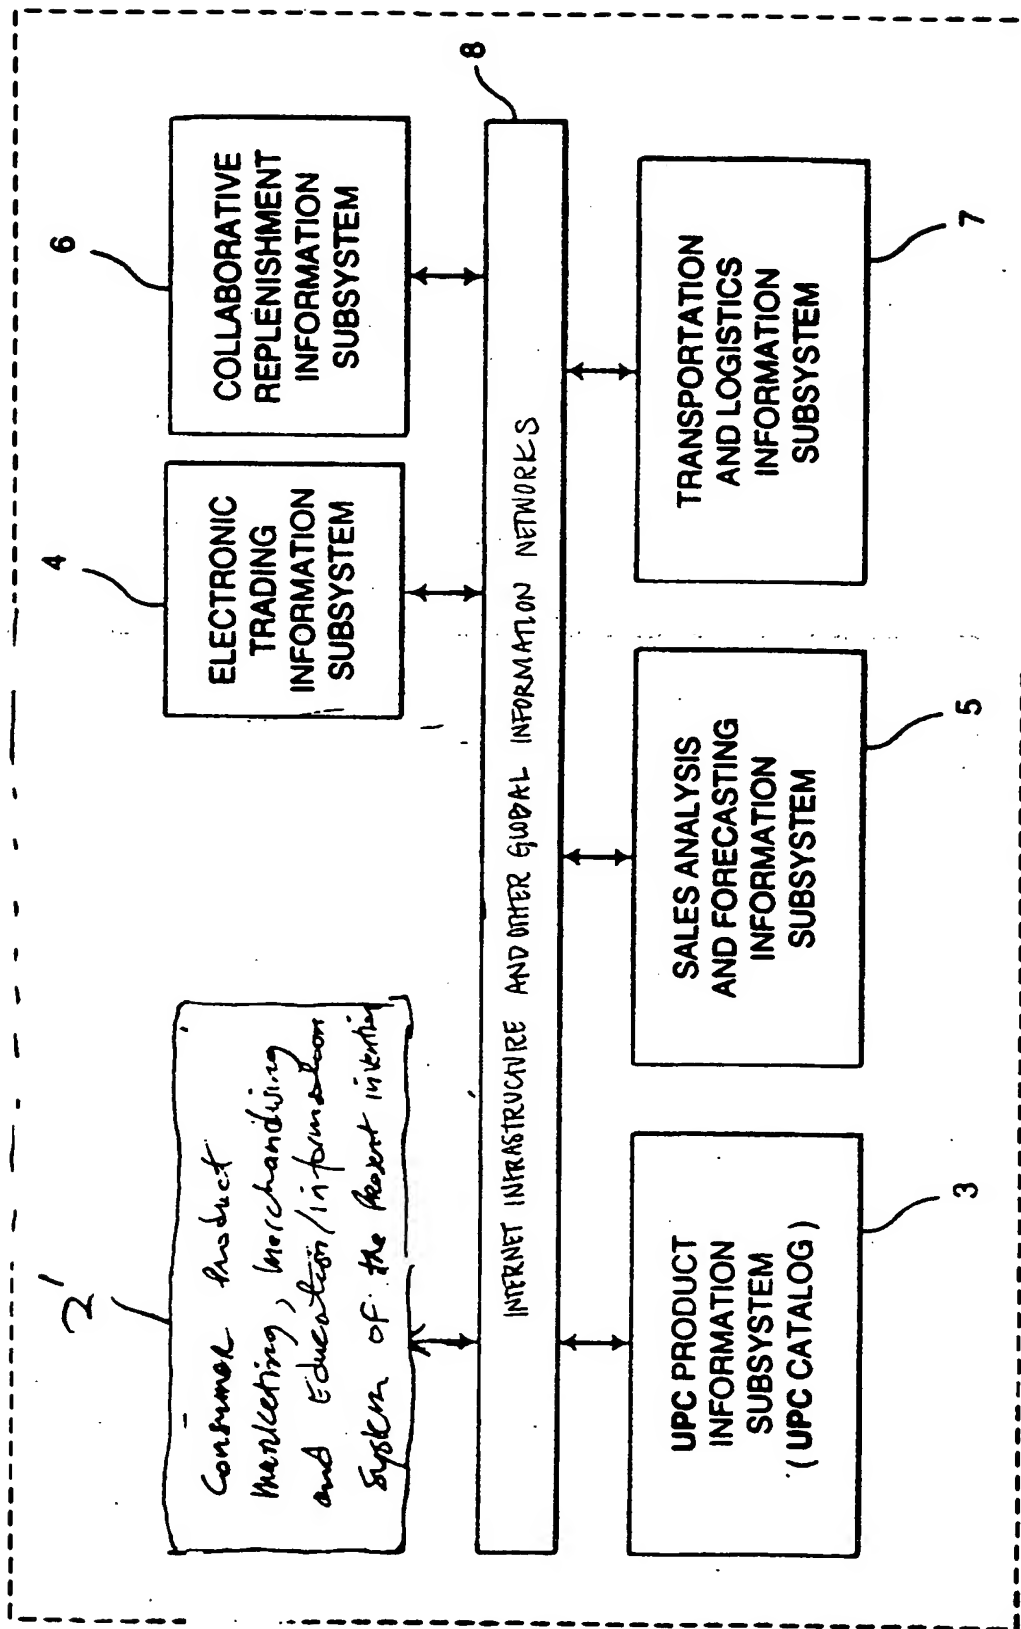 2'
Consumer Product
Marketing, Merchandising
and Education/information
System of the Present invention
4
ELECTRONIC
TRADING
INFORMATION
SUBSYSTEM
6
COLLABORATIVE
REPLENISHMENT
INFORMATION
SUBSYSTEM
8
INTERNET INFRASTRUCTURE AND OTHER GLOBAL INFORMATION NETWORKS
UPC PRODUCT
INFORMATION
SUBSYSTEM
(UPC CATALOG)
3
SALES ANALYSIS
AND FORECASTING
INFORMATION
SUBSYSTEM
5
TRANSPORTATION
AND LOGISTICS
INFORMATION
SUBSYSTEM
7